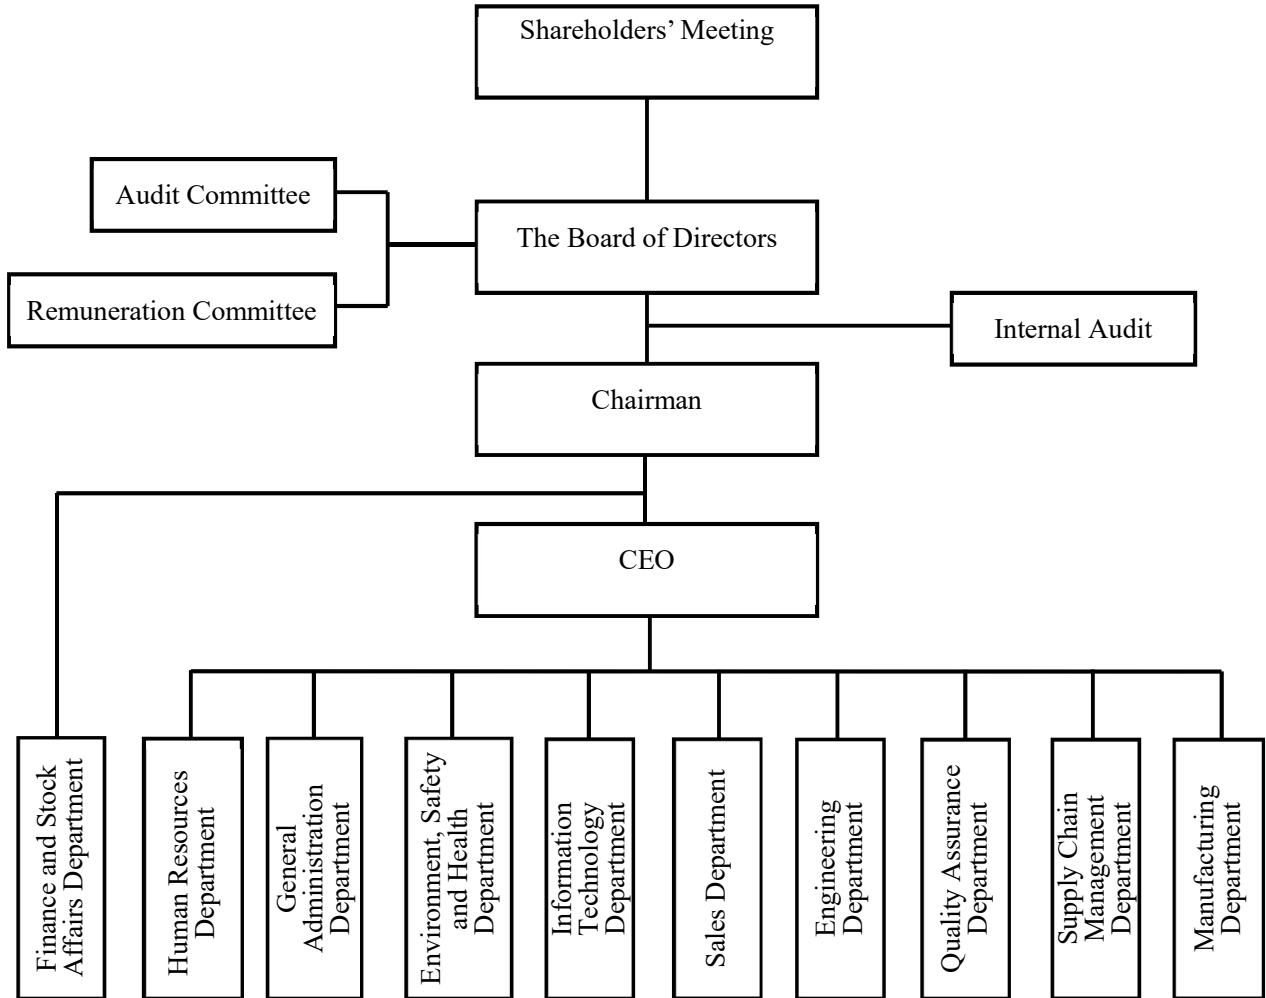 Shareholders’ Meeting
Audit Committee
The Board of Directors
Remuneration Committee
Internal Audit
Chairman
CEO
Finance and Stock
Affairs Department
Human Resources
Department
General
Administration
Department
Environment, Safety
and Health
Department
Information
Technology
Department
Sales Department
Engineering
Department
Quality Assurance
Department
Supply Chain
Management
Department
Manufacturing
Department